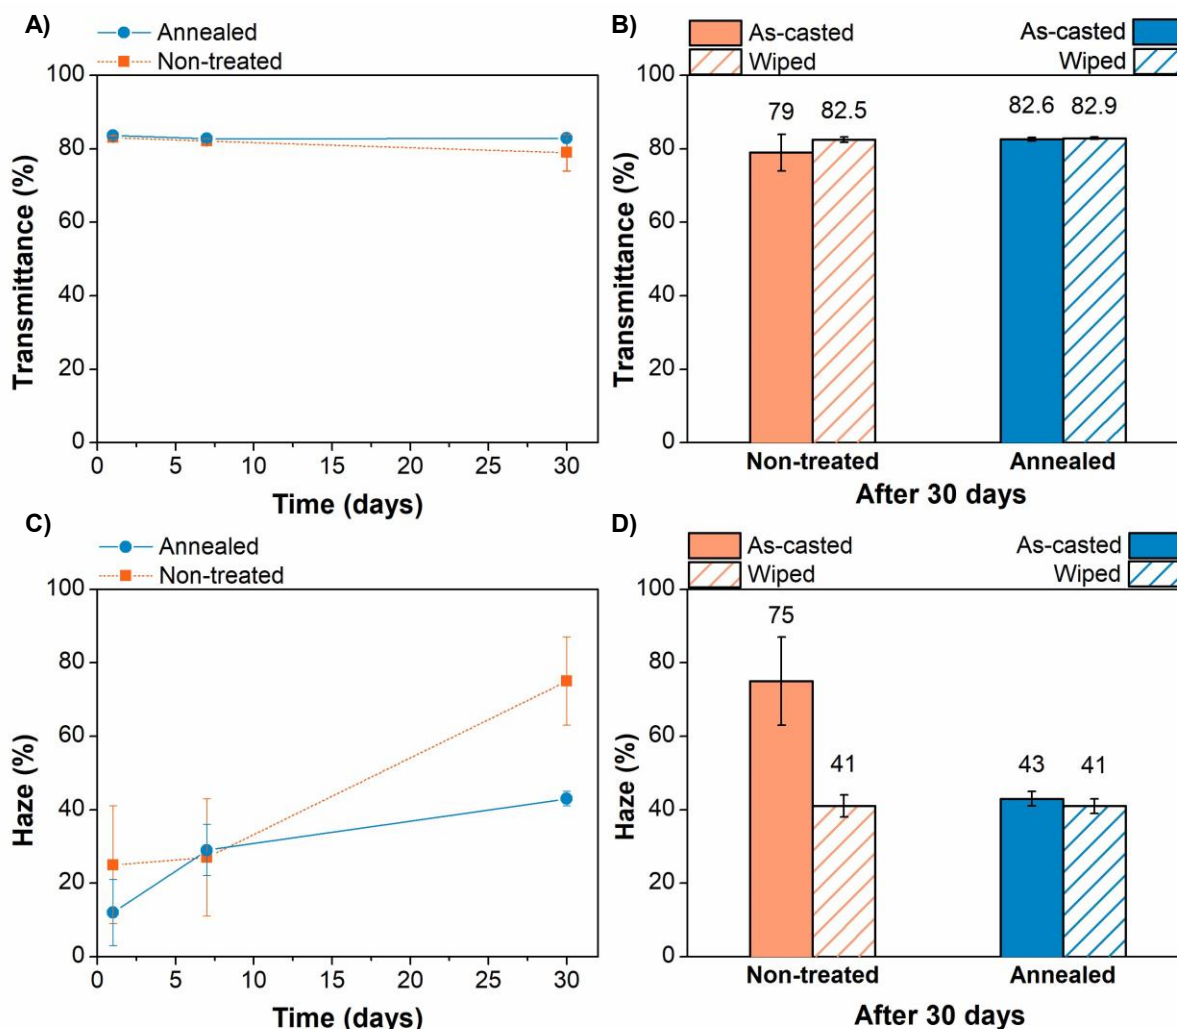 A)
Annealed
Non-treated
100
80
60
40
20
0
Transmittance (%)
0 5 10 15 20 25 30
Time (days)
B)
As-casted As-casted
Wiped Wiped
100
80
60
40
20
0
Transmittance (%)
79 82.5 82.6 82.9
Non-treated Annealed
After 30 days
C)
Annealed
Non-treated
100
80
60
40
20
0
Haze (%)
0 5 10 15 20 25 30
Time (days)
D)
As-casted As-casted
Wiped Wiped
100
80
60
40
20
0
Haze (%)
75 41 43 41
Non-treated Annealed
After 30 days